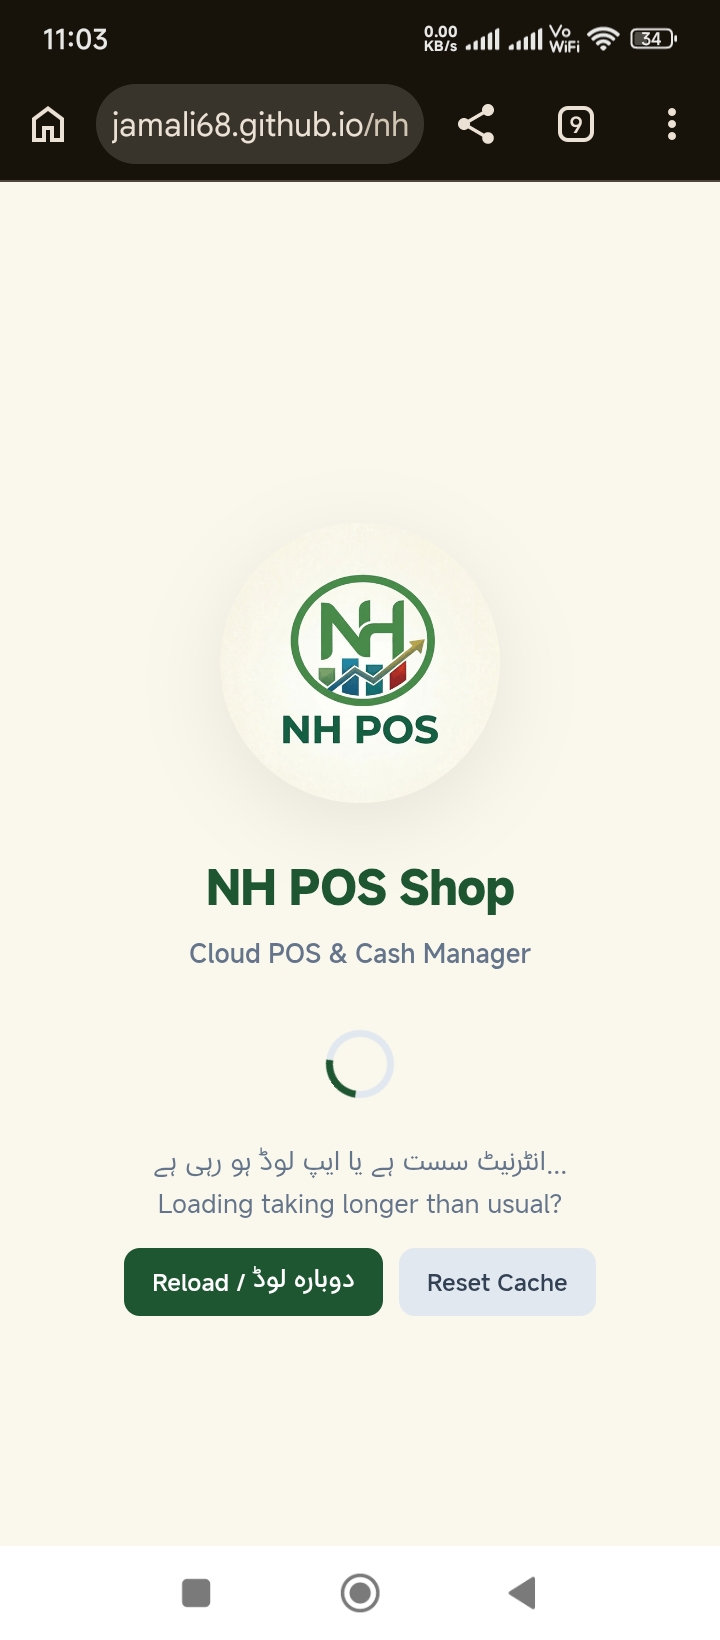 11:03
0.00
KB/s
Vo
WiFi
34
jamali68.github.io/nh
9
NH
NH POS
NH POS Shop
Cloud POS & Cash Manager
انٹرنیٹ سست ہے یا ایپ لوڈ ہو رہی ہے...
Loading taking longer than usual?
Reload / دوبارہ لوڈ
Reset Cache